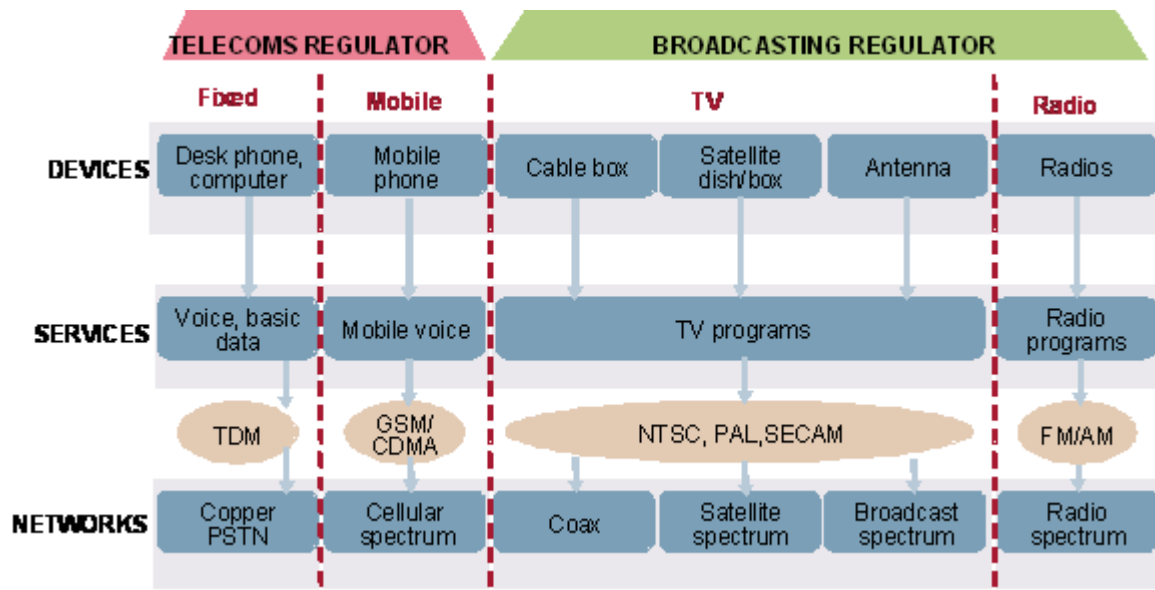 TELECOMS REGULATOR
BROADCASTING REGULATOR
Fixed
Mobile
TV
Radio
DEVICES
Desk phone,
computer
Mobile
phone
Cable box
Satellite
dish/box
Antenna
Radios
SERVICES
Voice, basic
data
Mobile voice
TV programs
Radio
programs
TDM
GSM/
CDMA
NTSC, PAL,SECAM
FM/AM
NETWORKS
Copper
PSTN
Cellular
spectrum
Coax
Satellite
spectrum
Broadcast
spectrum
Radio
spectrum